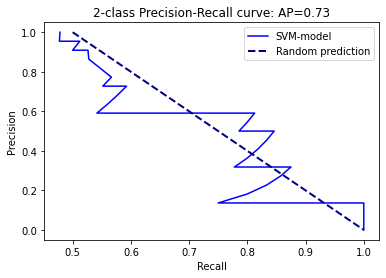 2-class Precision-Recall curve: AP=0.73
SVM-model
Random prediction
Precision
1.0
0.8
0.6
0.4
0.2
0.0
0.5
0.6
0.7
0.8
0.9
1.0
Recall